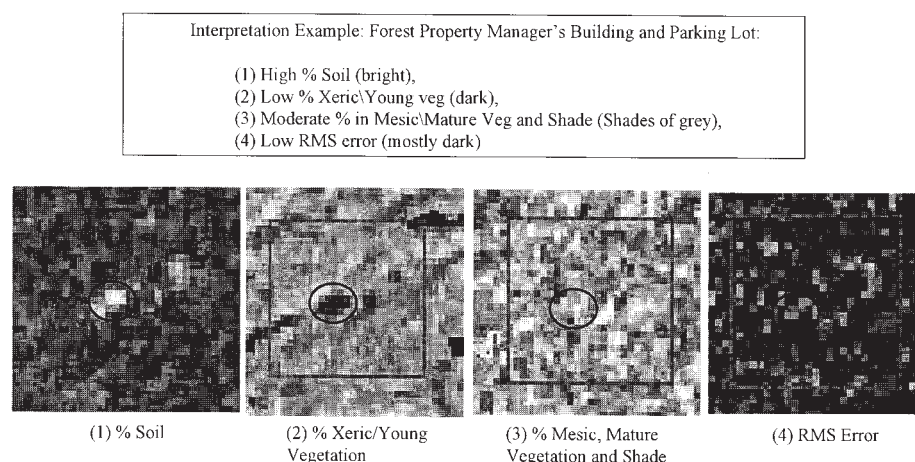 Interpretation Example: Forest Property Manager's Building and Parking Lot:
(1) High % Soil (bright),
(2) Low % Xeric\Young veg (dark),
(3) Moderate % in Mesic\Mature Veg and Shade (Shades of grey),
(4) Low RMS error (mostly dark)
(1) % Soil
(2) % Xeric/Young
Vegetation
(3) % Mesic, Mature
Vegetation and Shade
(4) RMS Error